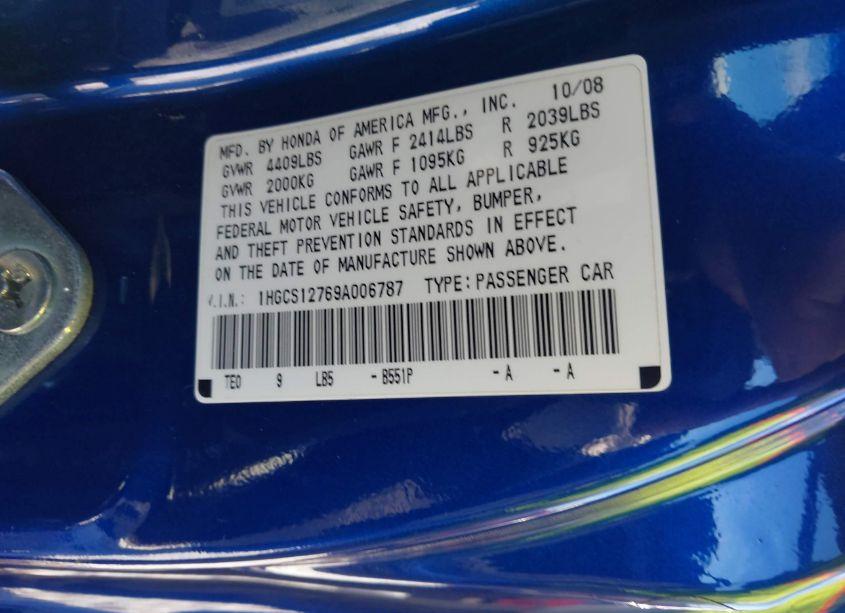 MFD. BY HONDA OF AMERICA MFG., INC. 10/08
GVWR 4409LBS GAWR F 2414LBS R 2039LBS
GVWR 2000KG GAWR F 1095KG R 925KG
THIS VEHICLE CONFORMS TO ALL APPLICABLE
FEDERAL MOTOR VEHICLE SAFETY, BUMPER,
AND THEFT PREVENTION STANDARDS IN EFFECT
ON THE DATE OF MANUFACTURE SHOWN ABOVE.
V.I.N.: 1HGCS12769A006787 TYPE:PASSENGER CAR
TE0 9 LB5 -B551P -A -A